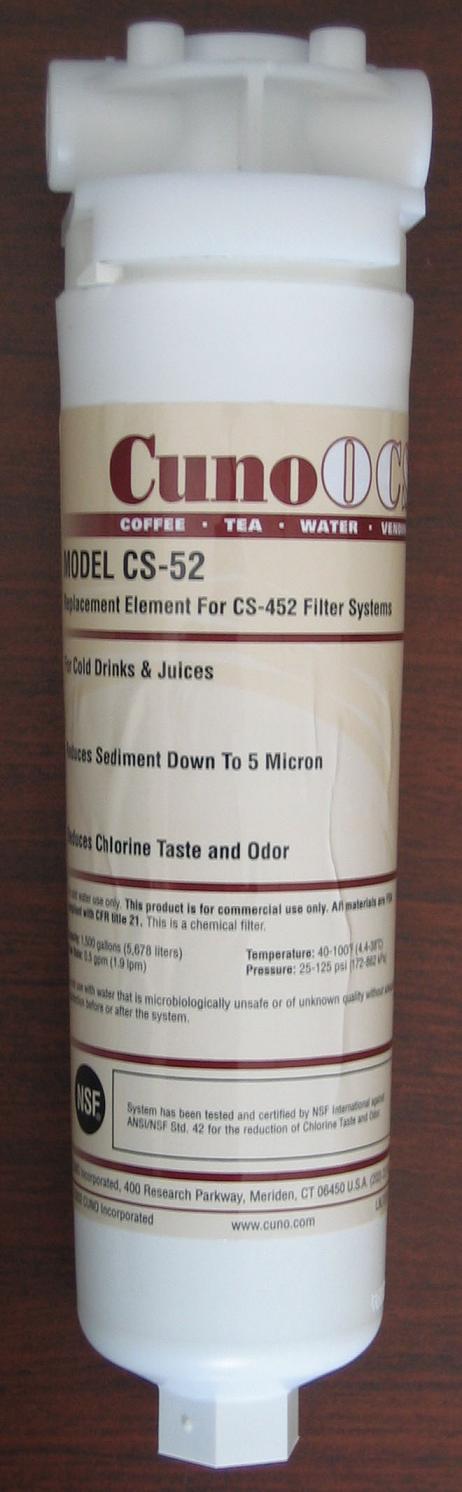 CunoOCS
COFFEE · TEA · WATER · VENDIN
MODEL CS-52
Replacement Element For CS-452 Filter Systems
For Cold Drinks & Juices
Reduces Sediment Down To 5 Micron
Reduces Chlorine Taste and Odor
water use only. This product is for commercial use only. All materials are FDA
with CFR title 21. This is a chemical filter.
1,500 gallons (5,678 liters)
0.5 gpm (1.9 lpm)
Temperature: 40-100°F (4.4-38°C)
Pressure: 25-125 psi (172-862 kPa)
use with water that is microbiologically unsafe or of unknown quality without
before or after the system.
NSF
System has been tested and certified by NSF International against
ANSI/NSF Std. 42 for the reduction of Chlorine Taste and Odor.
Incorporated, 400 Research Parkway, Meriden, CT 06450 U.S.A.
CUNO Incorporated
www.cuno.com